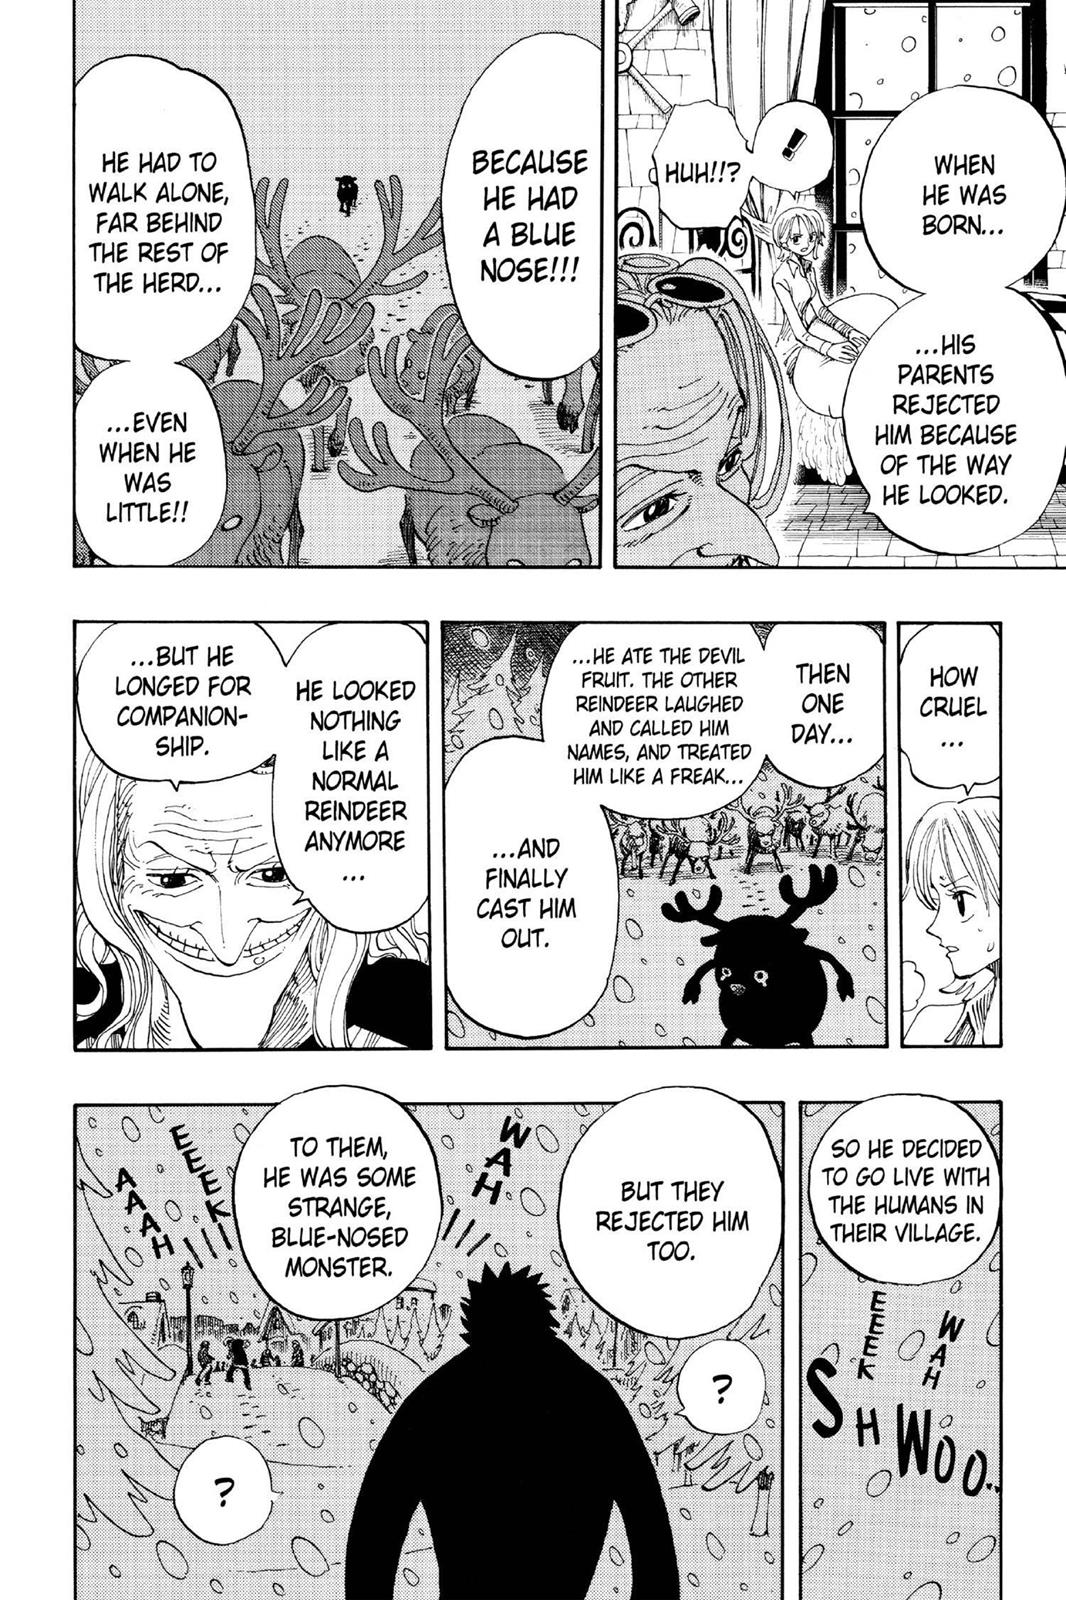 WHEN
HE WAS
BORN...
...HIS
PARENTS
REJECTED
HIM BECAUSE
OF THE WAY
HE LOOKED.
!
HUH!!?
BECAUSE
HE HAD
A BLUE
NOSE!!!
HE HAD TO
WALK ALONE,
FAR BEHIND
THE REST OF
THE HERD...
...EVEN
WHEN HE
WAS
LITTLE!!
HOW
CRUEL
...
THEN
ONE
DAY...
...HE ATE THE DEVIL
FRUIT. THE OTHER
REINDEER LAUGHED
AND CALLED HIM
NAMES, AND TREATED
HIM LIKE A FREAK...
...AND
FINALLY
CAST HIM
OUT.
HE LOOKED
NOTHING
LIKE A
NORMAL
REINDEER
ANYMORE
...
...BUT HE
LONGED FOR
COMPANION-
SHIP.
SO HE DECIDED
TO GO LIVE WITH
THE HUMANS IN
THEIR VILLAGE.
WAH
EEEK
SHWOO..
BUT THEY
REJECTED HIM
TOO.
?
WAH
TO THEM,
HE WAS SOME
STRANGE,
BLUE-NOSED
MONSTER.
EEEEK
AAAH
?